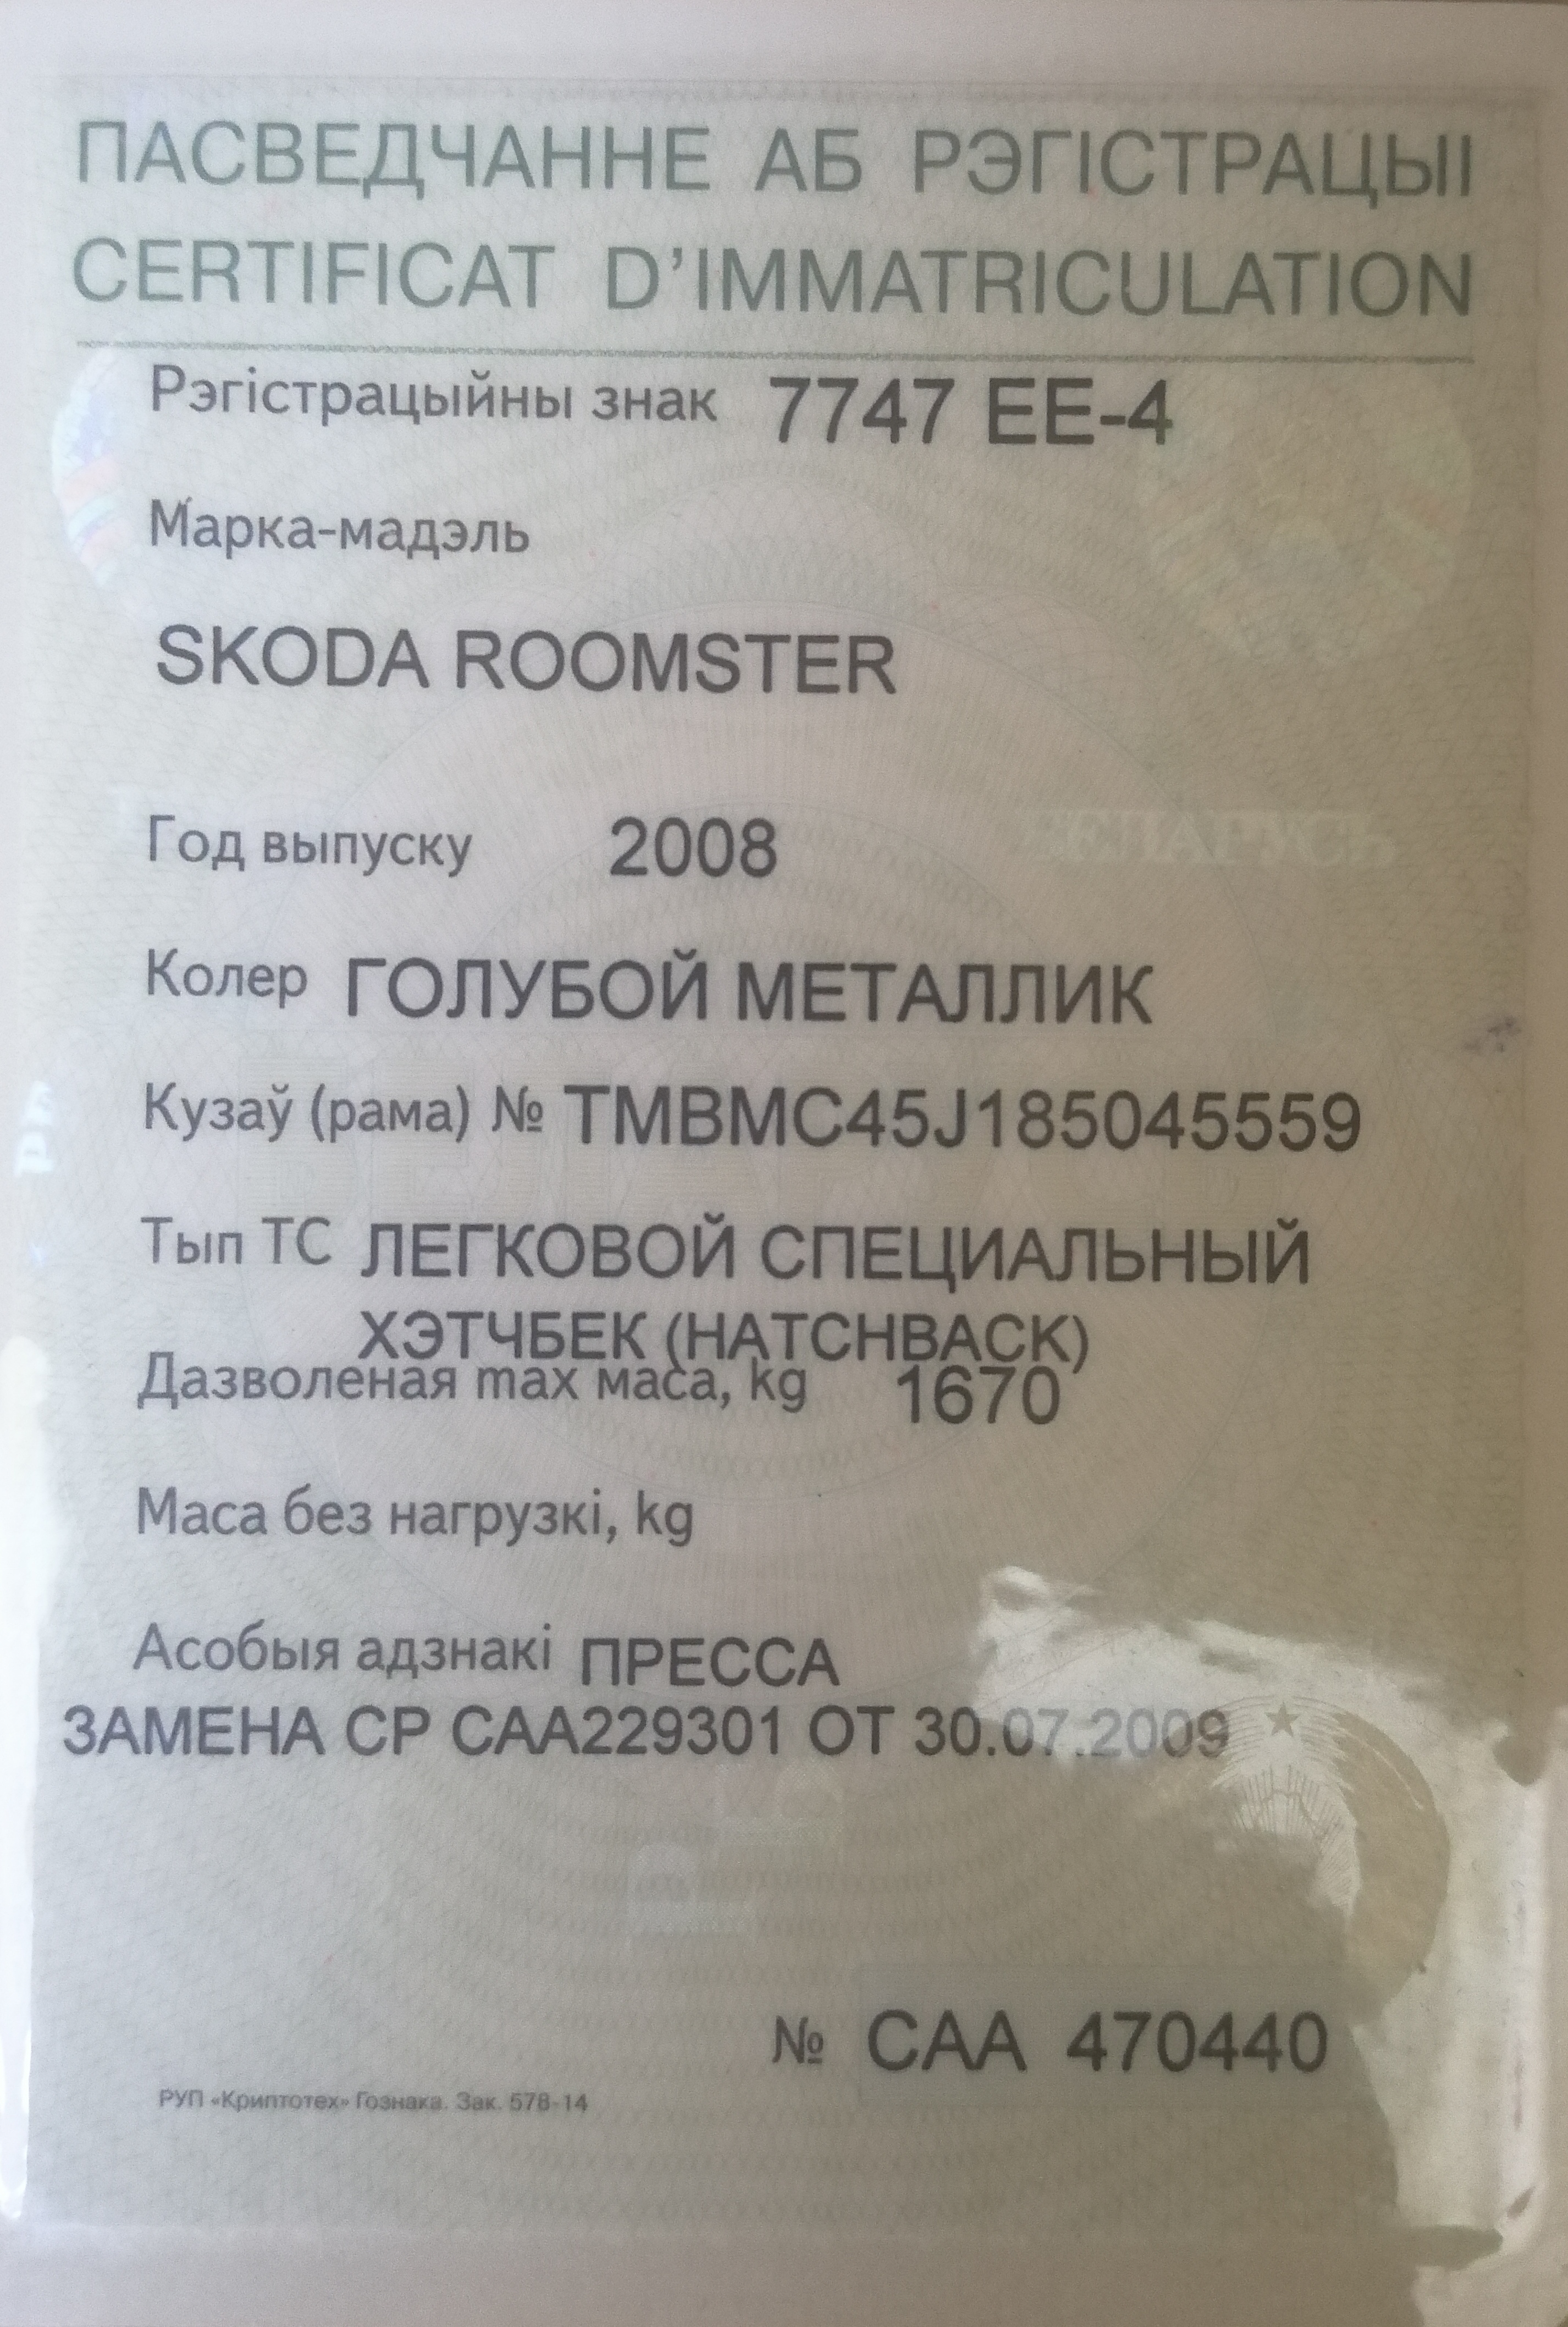 ПАСВЕДЧАННЕ АБ РЭГІСТРАЦЫІ
CERTIFICAT D'IMMATRICULATION
Рэгістрацыйны знак 7747 EE-4
Марка-мадэль
SKODA ROOMSTER
Год выпуску 2008
ЕЛАРУСЬ
Колер ГОЛУБОЙ МЕТАЛЛИК
Кузаў (рама) № TMBMC45J185045559
Тып ТС ЛЕГКОВОЙ СПЕЦИАЛЬНЫЙ
ХЭТЧБЕК (HATCHBACK)
Дазволеная max маса, kg 1670
Маса без нагрузкі, kg
Асобыя адзнакі ПРЕССА
ЗАМЕНА СР САА229301 ОТ 30.07.2009
№ САА 470440
РУП «Криптотех» Гознака. Зак. 578-14